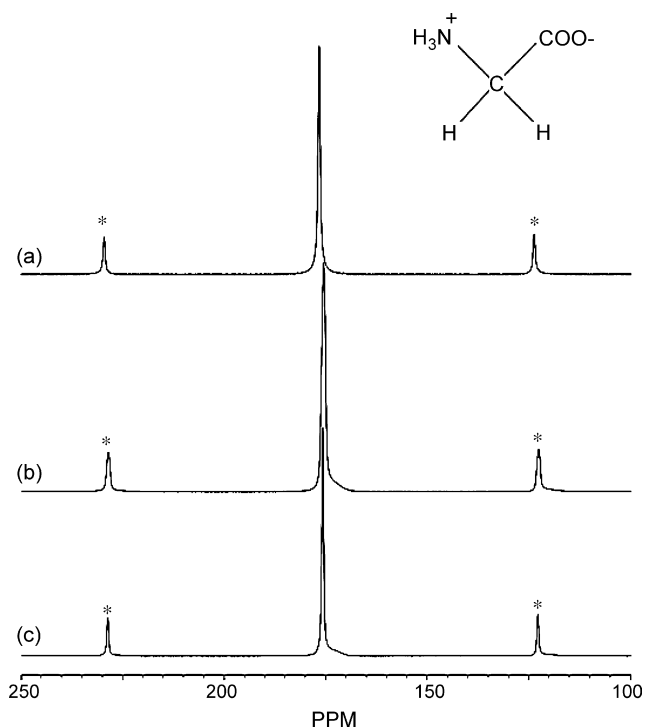 +
H3N COO-
C
H H
* *
(a)
* *
(b)
* *
(c)
250 200 150 100
PPM